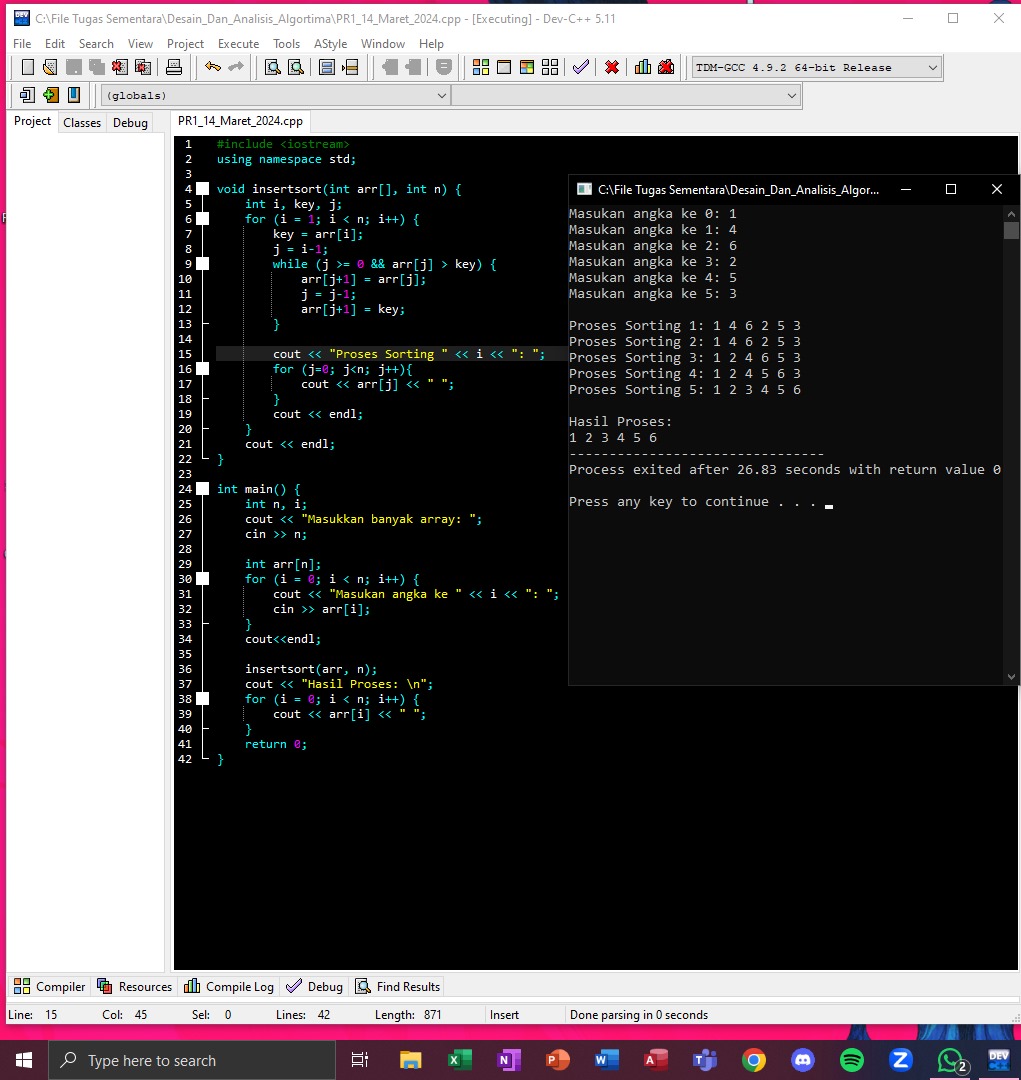 C:\File Tugas Sementara\Desain_Dan_Analisis_Algortima\PR1_14_Maret_2024.cpp - [Executing] - Dev-C++ 5.11
File Edit Search View Project Execute Tools AStyle Window Help
TDM-GCC 4.9.2 64-bit Release
(globals)
Project Classes Debug PR1_14_Maret_2024.cpp
1 #include <iostream>
2 using namespace std;
3
4 void insertsort(int arr[], int n) {
5 int i, key, j;
6 for (i = 1; i < n; i++) {
7 key = arr[i];
8 j = i-1;
9 while (j >= 0 && arr[j] > key) {
10 arr[j+1] = arr[j];
11 j = j-1;
12 arr[j+1] = key;
13 }
14
15 cout << "Proses Sorting " << i << ": ";
16 for (j=0; j<n; j++){
17 cout << arr[j] << " ";
18 }
19 cout << endl;
20 }
21 cout << endl;
22 }
23
24 int main() {
25 int n, i;
26 cout << "Masukkan banyak array: ";
27 cin >> n;
28
29 int arr[n];
30 for (i = 0; i < n; i++) {
31 cout << "Masukan angka ke " << i << ": ";
32 cin >> arr[i];
33 }
34 cout<<endl;
35
36 insertsort(arr, n);
37 cout << "Hasil Proses: \n";
38 for (i = 0; i < n; i++) {
39 cout << arr[i] << " ";
40 }
41 return 0;
42 }
C:\File Tugas Sementara\Desain_Dan_Analisis_Algor...
Masukan angka ke 0: 1
Masukan angka ke 1: 4
Masukan angka ke 2: 6
Masukan angka ke 3: 2
Masukan angka ke 4: 5
Masukan angka ke 5: 3
Proses Sorting 1: 1 4 6 2 5 3
Proses Sorting 2: 1 4 6 2 5 3
Proses Sorting 3: 1 2 4 6 5 3
Proses Sorting 4: 1 2 4 5 6 3
Proses Sorting 5: 1 2 3 4 5 6
Hasil Proses:
1 2 3 4 5 6
--------------------------------
Process exited after 26.83 seconds with return value 0
Press any key to continue . . .
Compiler Resources Compile Log Debug Find Results
Line: 15 Col: 45 Sel: 0 Lines: 42 Length: 871 Insert Done parsing in 0 seconds
Type here to search
2